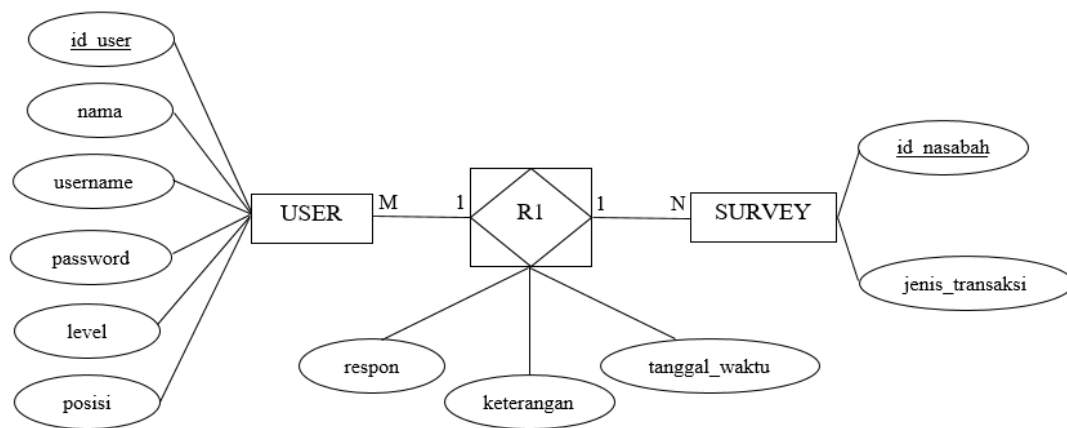 id_user
nama
username
password
level
posisi
USER
M
1
R1
1
N
SURVEY
id_nasabah
jenis_transaksi
respon
keterangan
tanggal_waktu